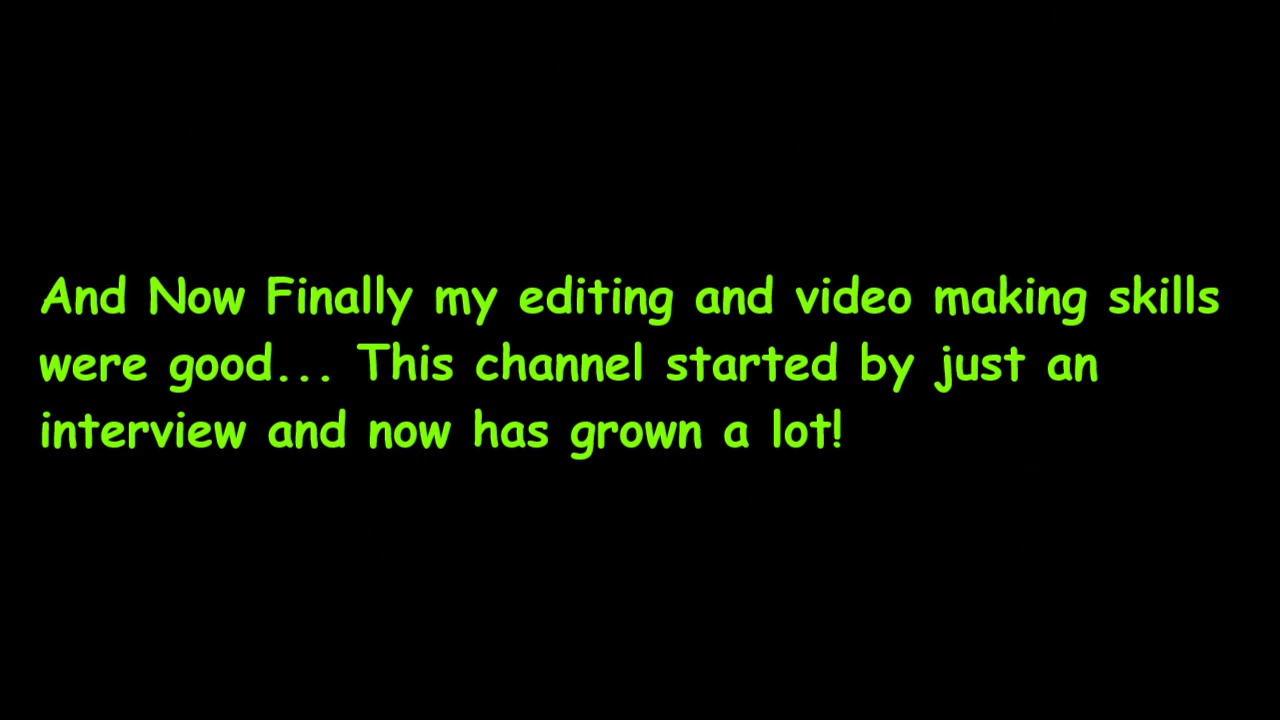 And Now Finally my editing and video making skills
were good... This channel started by just an
interview and now has grown a lot!